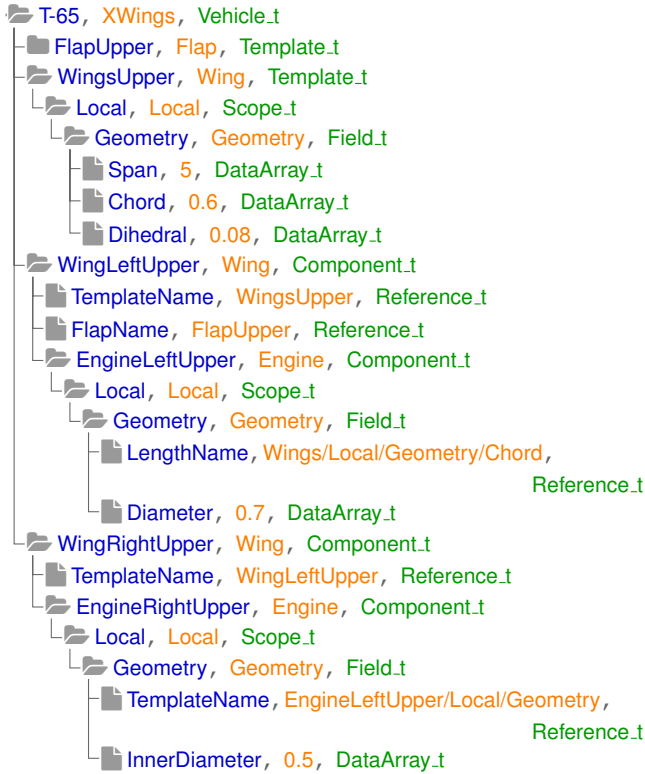 T-65, XWings, Vehicle_t
FlapUpper, Flap, Template_t
WingsUpper, Wing, Template_t
Local, Local, Scope_t
Geometry, Geometry, Field_t
Span, 5, DataArray_t
Chord, 0.6, DataArray_t
Dihedral, 0.08, DataArray_t
WingLeftUpper, Wing, Component_t
TemplateName, WingsUpper, Reference_t
FlapName, FlapUpper, Reference_t
EngineLeftUpper, Engine, Component_t
Local, Local, Scope_t
Geometry, Geometry, Field_t
LengthName, Wings/Local/Geometry/Chord,
Reference_t
Diameter, 0.7, DataArray_t
WingRightUpper, Wing, Component_t
TemplateName, WingLeftUpper, Reference_t
EngineRightUpper, Engine, Component_t
Local, Local, Scope_t
Geometry, Geometry, Field_t
TemplateName, EngineLeftUpper/Local/Geometry,
Reference_t
InnerDiameter, 0.5, DataArray_t